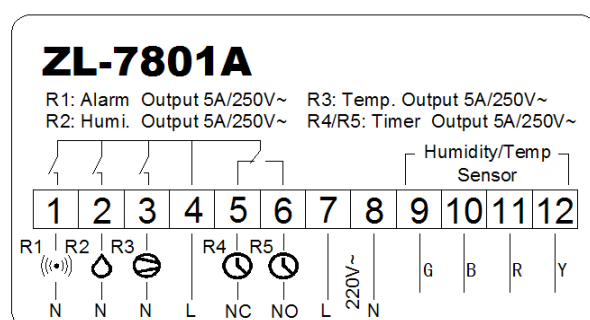 ZL-7801A
R1: Alarm Output 5A/250V~ R3: Temp. Output 5A/250V~
R2: Humi. Output 5A/250V~ R4/R5: Timer Output 5A/250V~
Humidity/Temp
Sensor
1 2 3 4 5 6 7 8 9 10 11 12
R1 R2 R3 R4 R5
220V~
G B R Y
N N N L NC NO L N